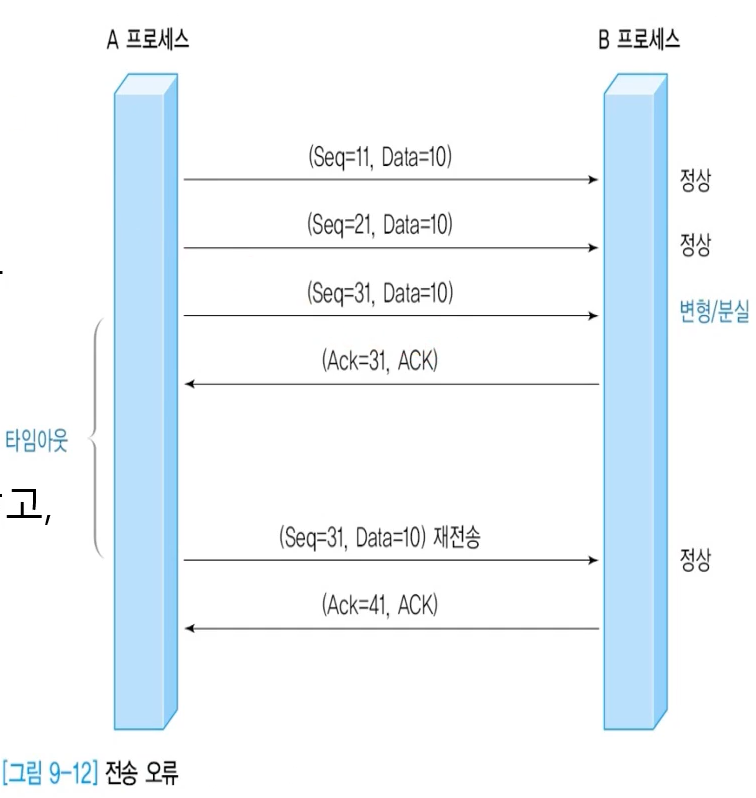 A 프로세스
B 프로세스
(Seq=11, Data=10)
정상
(Seq=21, Data=10)
정상
(Seq=31, Data=10)
변형/분실
(Ack=31, ACK)
타임아웃
고,
(Seq=31, Data=10) 재전송
정상
(Ack=41, ACK)
[그림 9-12] 전송 오류